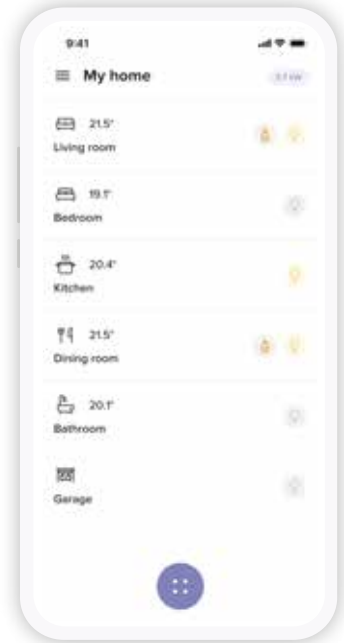 9:41
My home
21.5°
Living room
19.1°
Bedroom
20.4°
Kitchen
21.5°
Dining room
20.1°
Bathroom
Garage